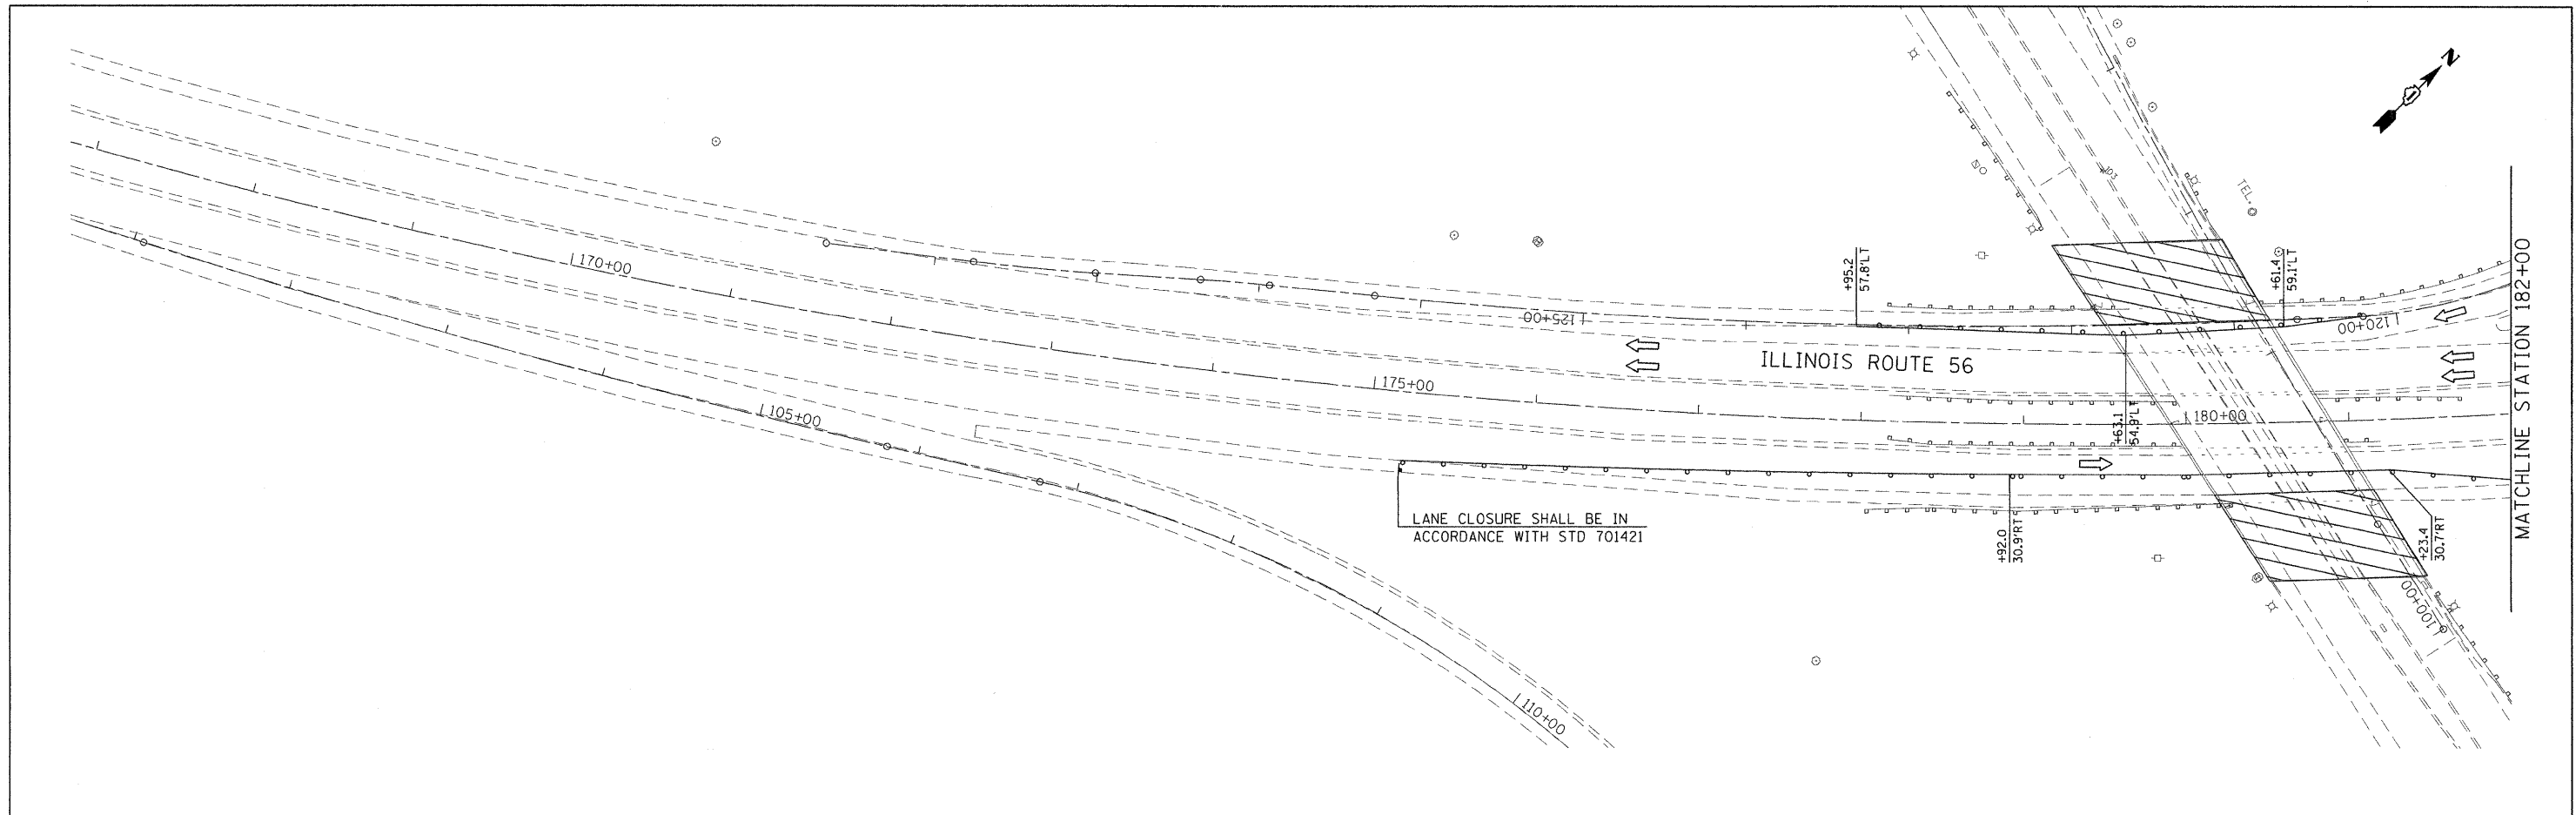 N
103
TEL.
170+00
+95.2
57.8'LT
+61.4
59.1'LT
125+00
120+00
ILLINOIS ROUTE 56
175+00
105+00
180+00
+63.1
54.9'LT
MATCHLINE STATION 182+00
LANE CLOSURE SHALL BE IN
ACCORDANCE WITH STD 701421
+92.0
30.9'RT
+23.4
30.7'RT
100+00
110+00